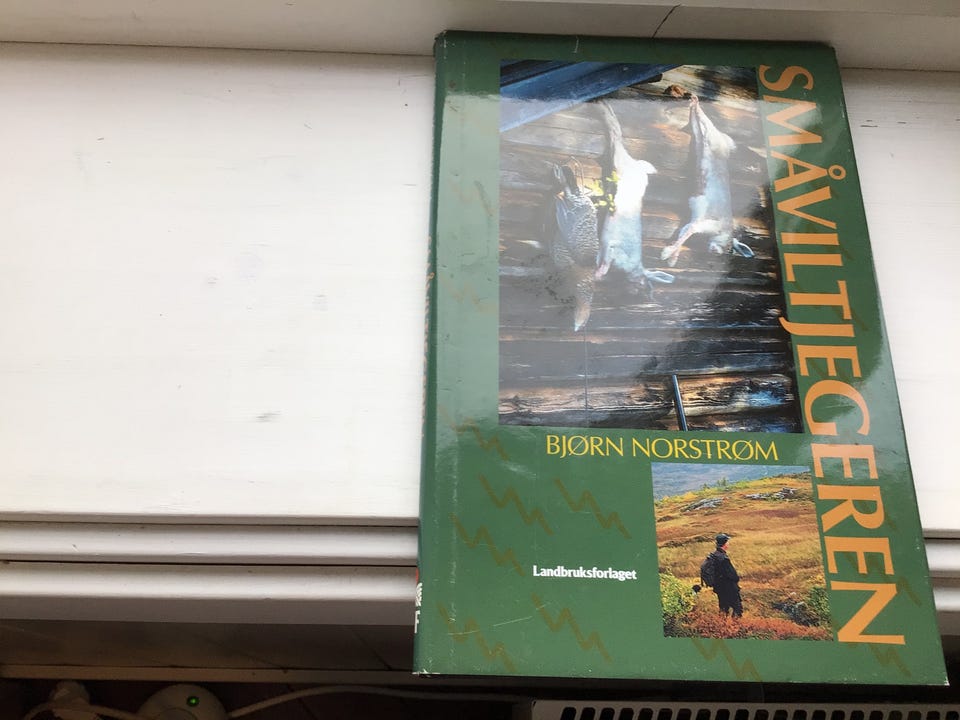 SMÅVILTJEGEREN
BJØRN NORSTRØM
Landbruksforlaget